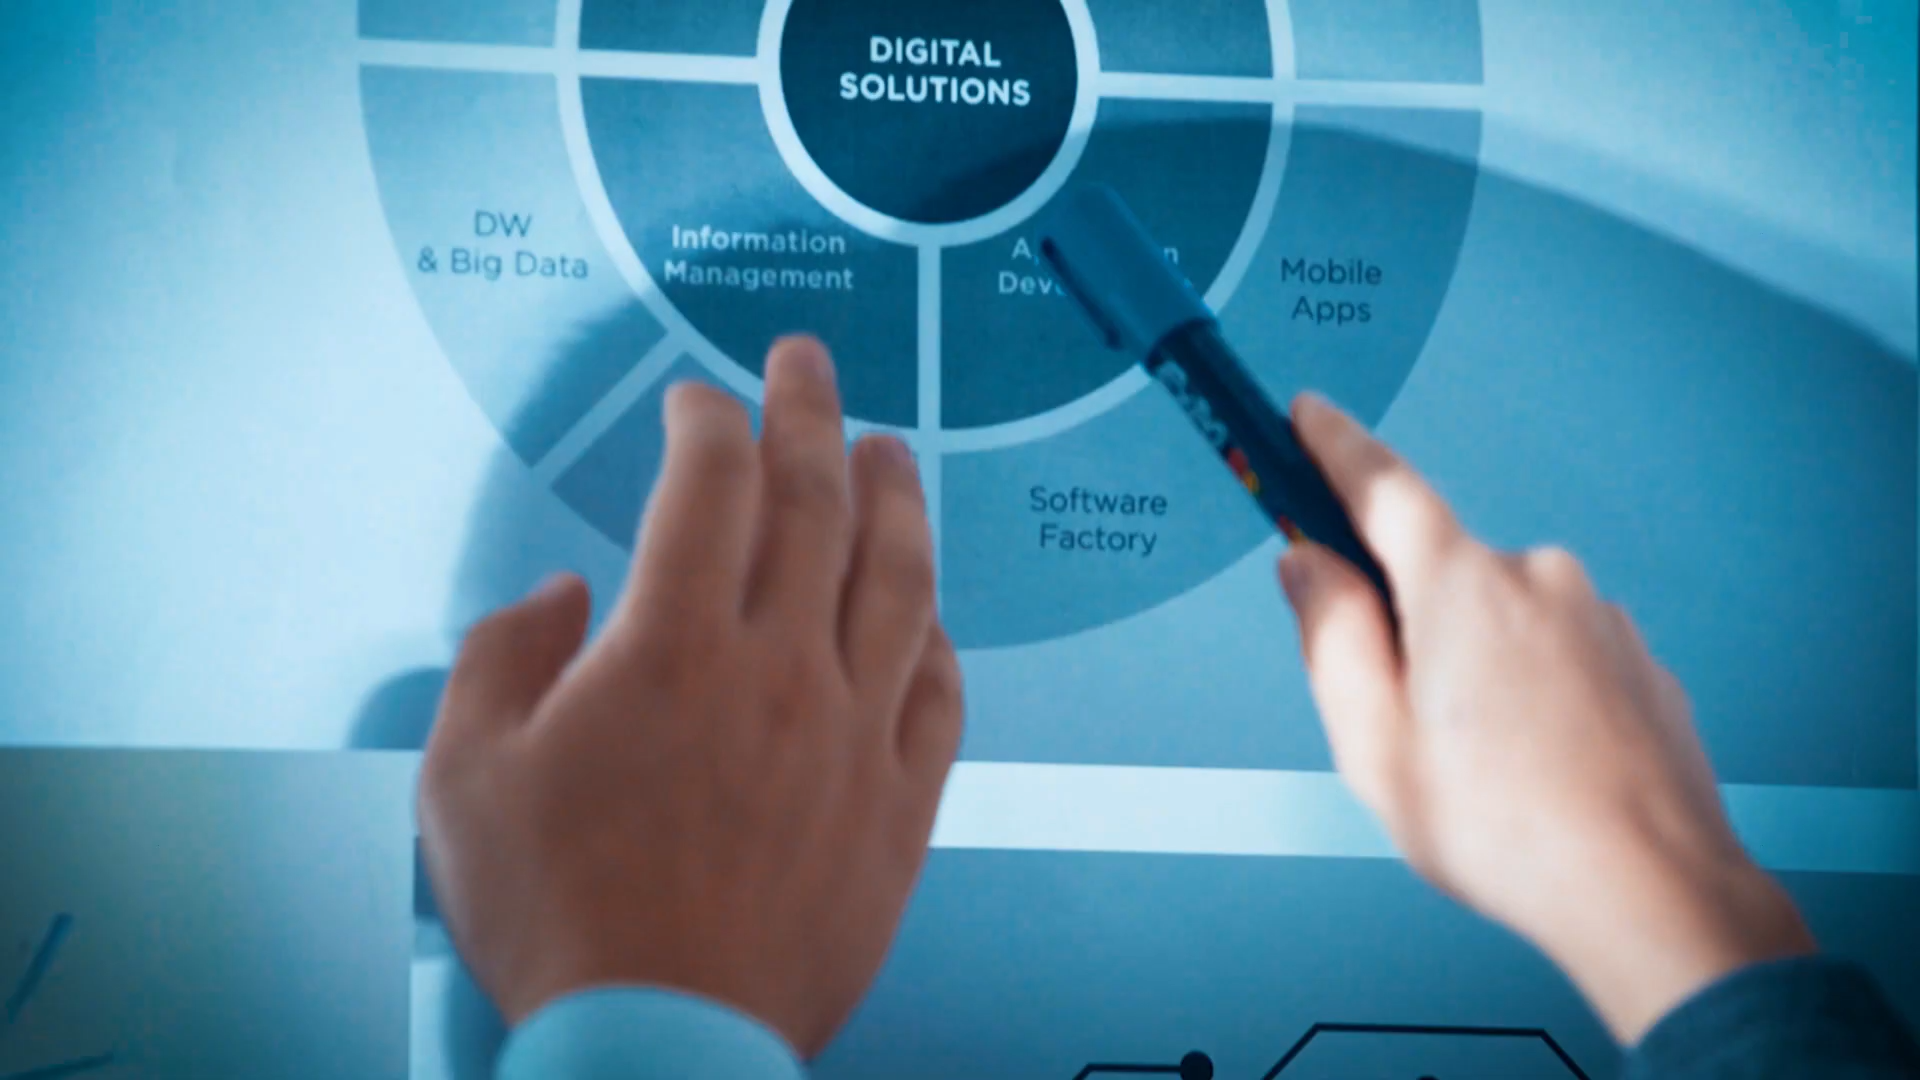 DIGITAL
SOLUTIONS
DW
& Big Data
Information
Management
Mobile
Apps
Software
Factory